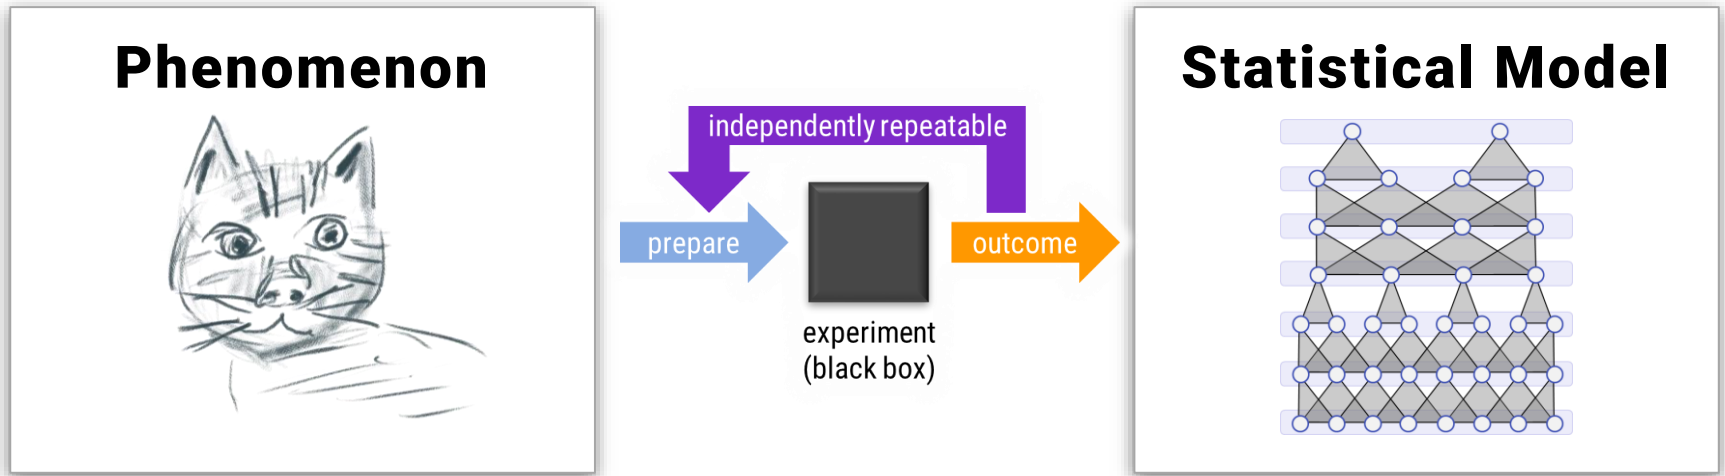 Phenomenon
independently repeatable
prepare
outcome
experiment
(black box)
Statistical Model